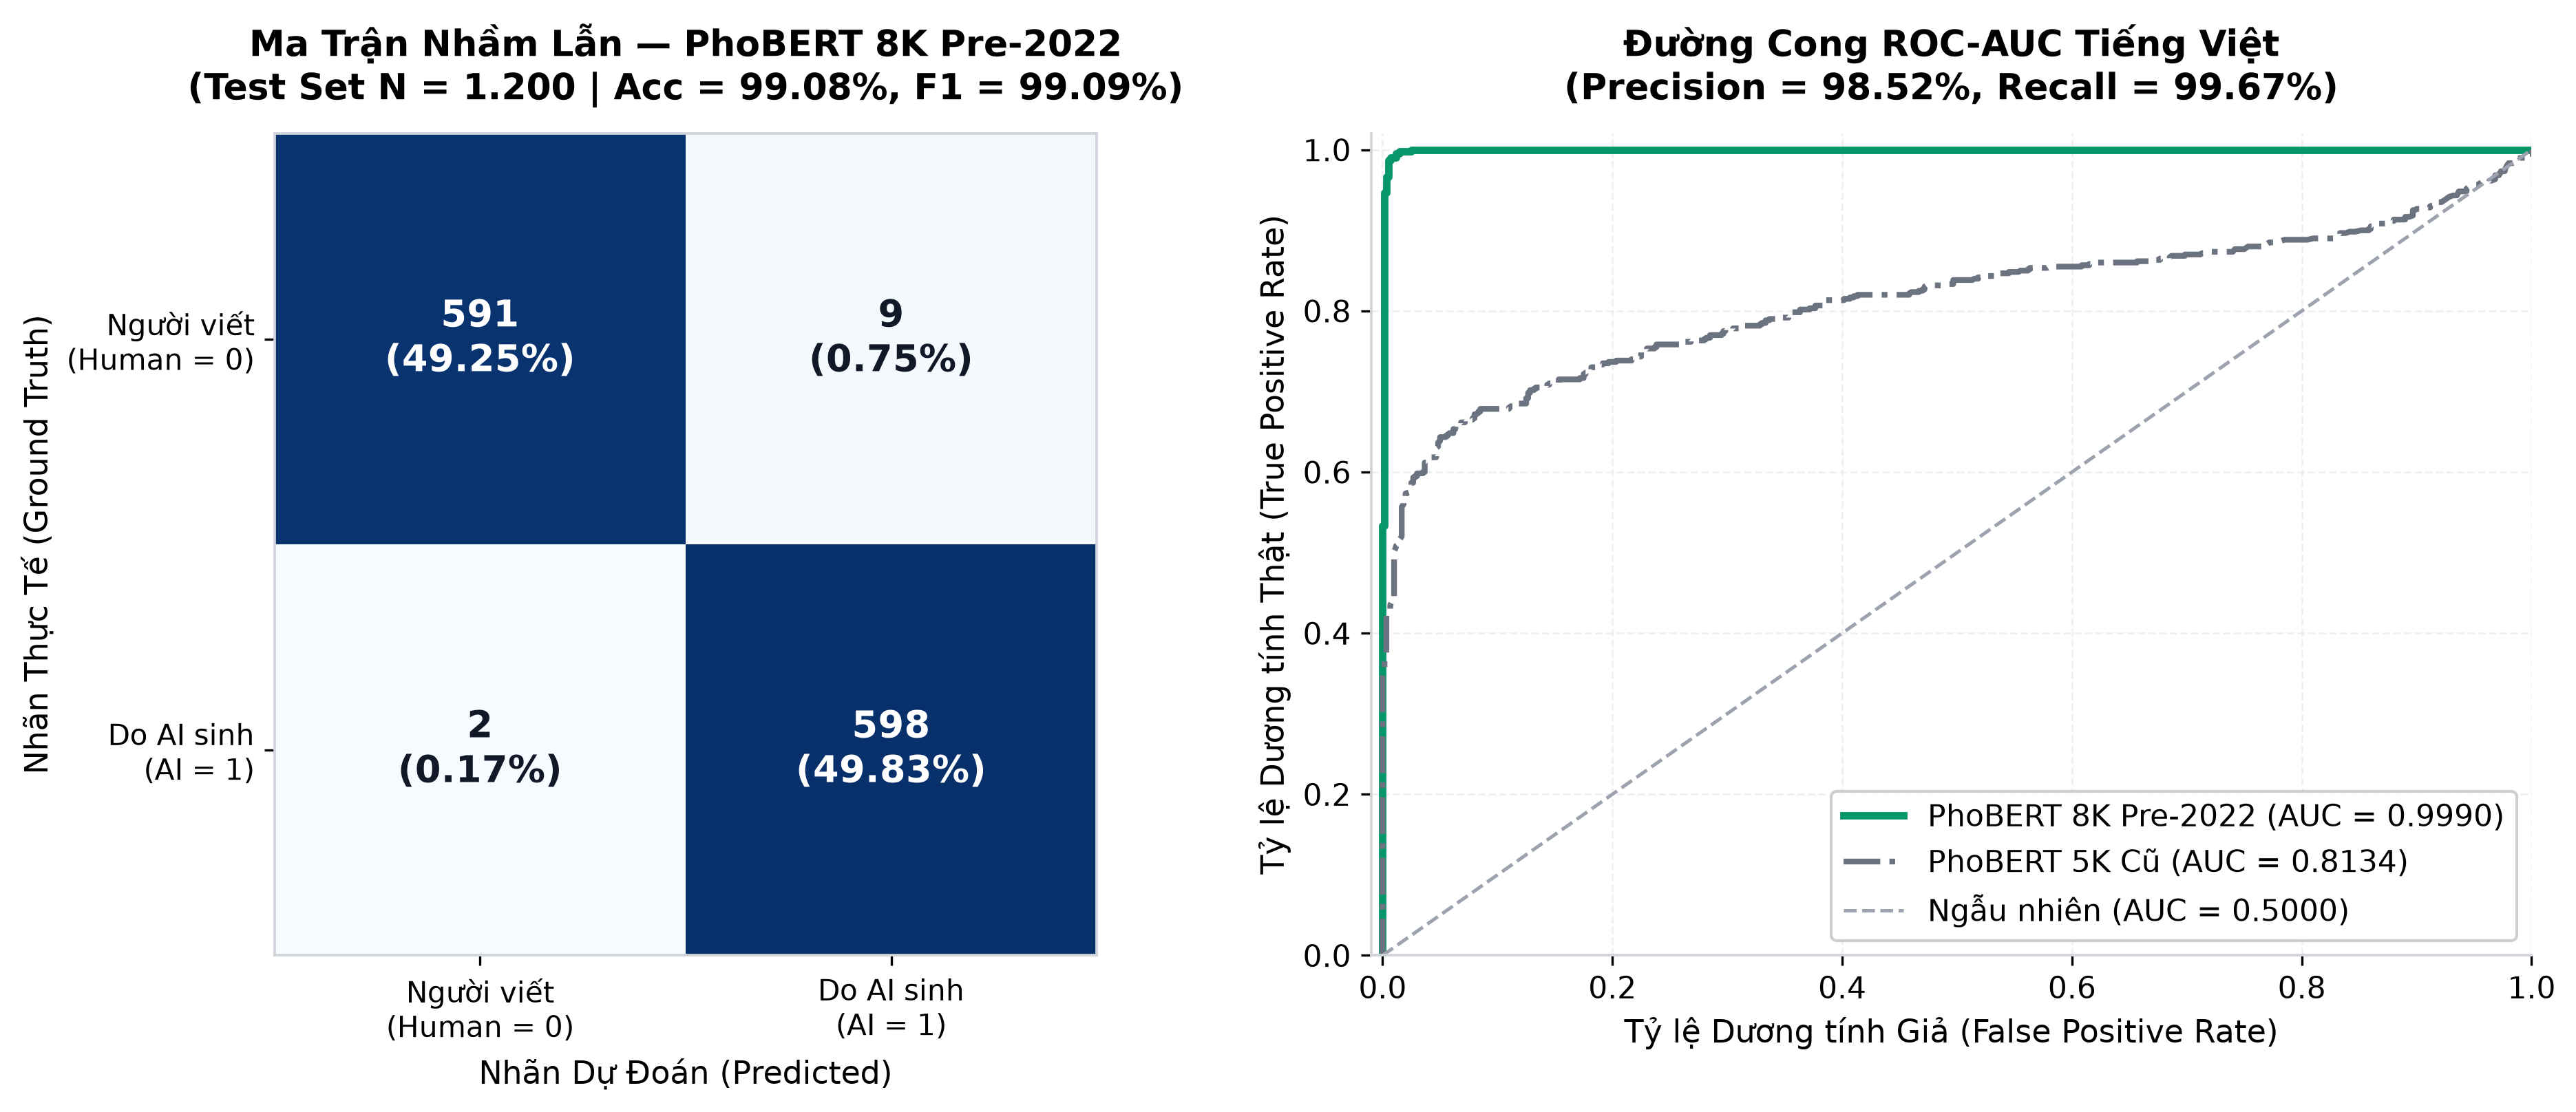 Ma Trận Nhầm Lẫn — PhoBERT 8K Pre-2022
(Test Set N = 1.200 | Acc = 99.08%, F1 = 99.09%)
Nhãn Thực Tế (Ground Truth)
Người viết
(Human = 0)
591
(49.25%)
9
(0.75%)
Do AI sinh
(AI = 1)
2
(0.17%)
598
(49.83%)
Người viết
(Human = 0)
Do AI sinh
(AI = 1)
Nhãn Dự Đoán (Predicted)
Đường Cong ROC-AUC Tiếng Việt
(Precision = 98.52%, Recall = 99.67%)
Tỷ lệ Dương tính Thật (True Positive Rate)
1.0
0.8
0.6
0.4
0.2
0.0
PhoBERT 8K Pre-2022 (AUC = 0.9990)
PhoBERT 5K Cũ (AUC = 0.8134)
Ngẫu nhiên (AUC = 0.5000)
0.0 0.2 0.4 0.6 0.8 1.0
Tỷ lệ Dương tính Giả (False Positive Rate)